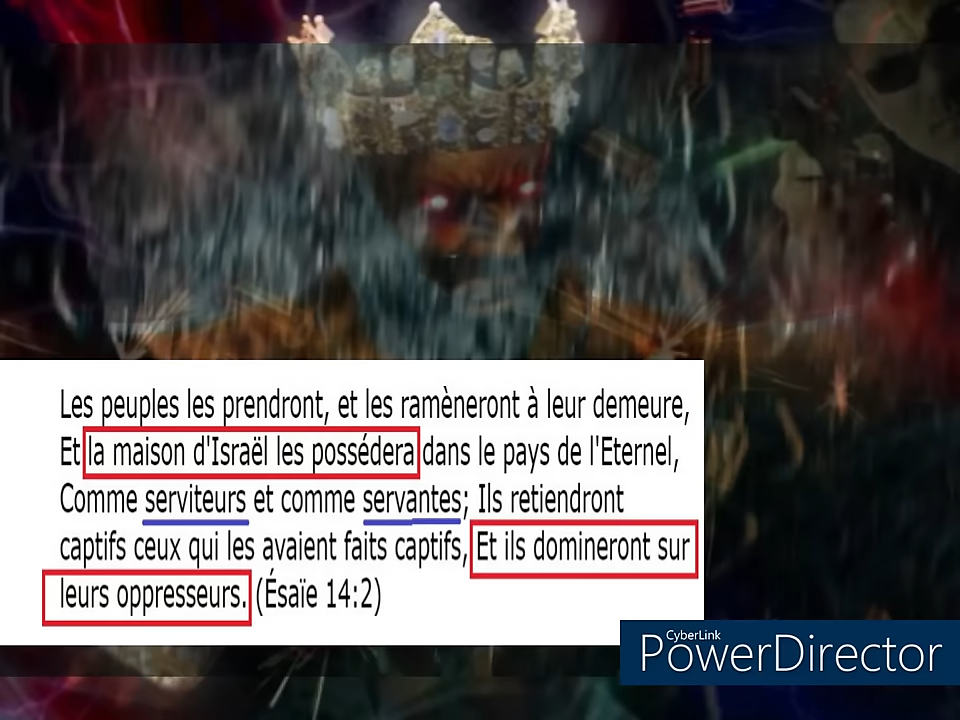 Les peuples les prendront, et les ramèneront à leur demeure,
Et la maison d'Israël les possédera dans le pays de l'Eternel,
Comme serviteurs et comme servantes; Ils retiendront
captifs ceux qui les avaient faits captifs, Et ils domineront sur
leurs oppresseurs. (Ésaïe 14:2)
CyberLink
PowerDirector